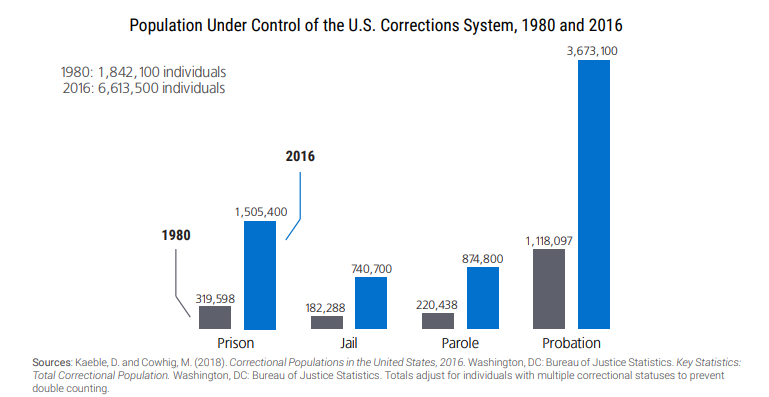 Population Under Control of the U.S. Corrections System, 1980 and 2016
3,673,100
1980: 1,842,100 individuals
2016: 6,613,500 individuals
2016
1,505,400
1980
1,118,097
874,800
740,700
319,598
182,288
220,438
Prison
Jail
Parole
Probation
Sources: Kaeble, D. and Cowhig, M. (2018). Correctional Populations in the United States, 2016. Washington, DC: Bureau of Justice Statistics. Key Statistics:
Total Correctional Population. Washington, DC: Bureau of Justice Statistics. Totals adjust for individuals with multiple correctional statuses to prevent
double counting.